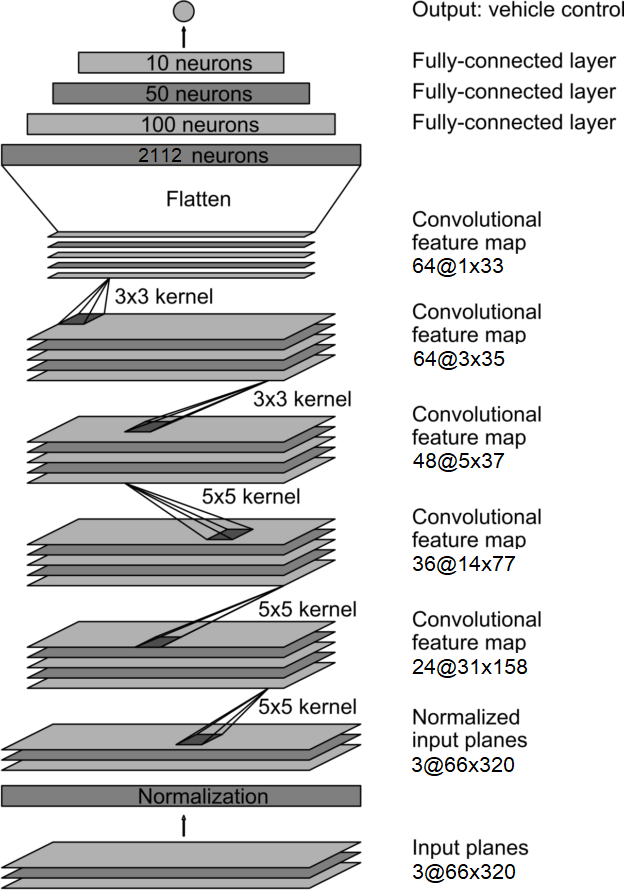 Output: vehicle control
10 neurons
Fully-connected layer
50 neurons
Fully-connected layer
100 neurons
Fully-connected layer
2112 neurons
Flatten
Convolutional
feature map
64@1x33
3x3 kernel
Convolutional
feature map
64@3x35
3x3 kernel
Convolutional
feature map
48@5x37
5x5 kernel
Convolutional
feature map
36@14x77
5x5 kernel
Convolutional
feature map
24@31x158
5x5 kernel
Normalized
input planes
3@66x320
Normalization
Input planes
3@66x320